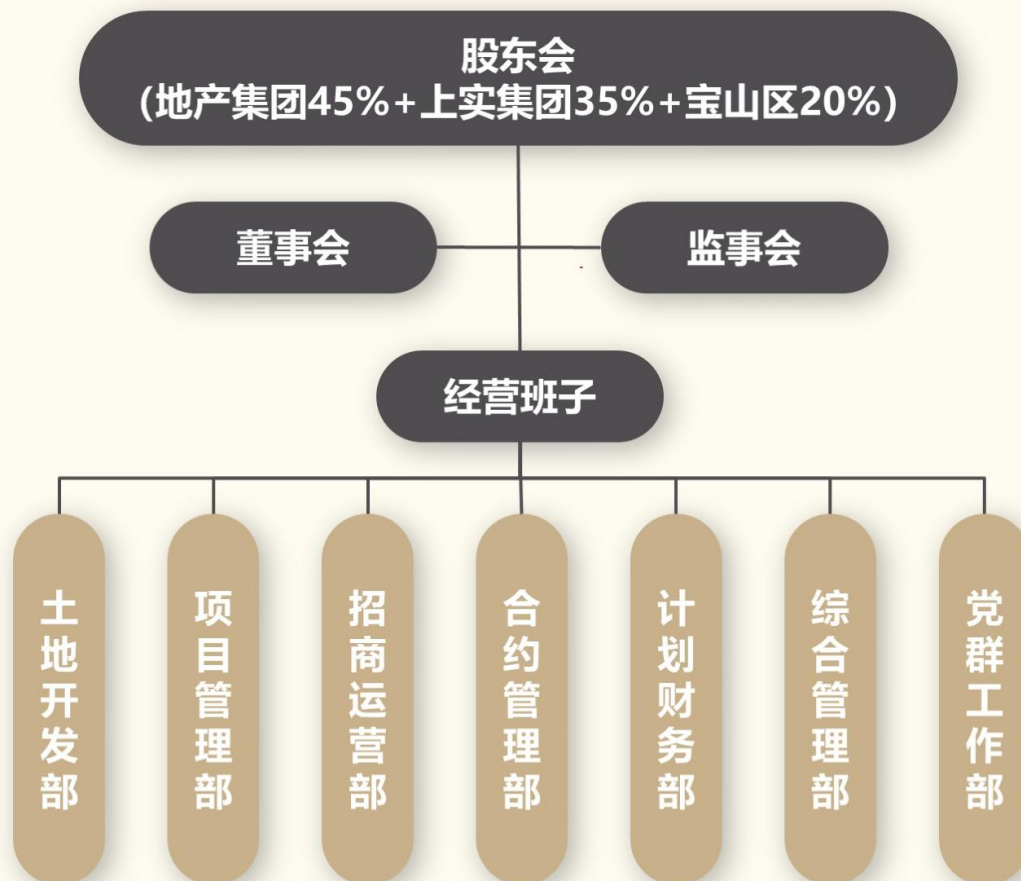 股东会
(地产集团45%+上实集团35%+宝山区20%)
董事会
监事会
经营班子
土地开发部
项目管理部
招商运营部
合约管理部
计划财务部
综合管理部
党群工作部